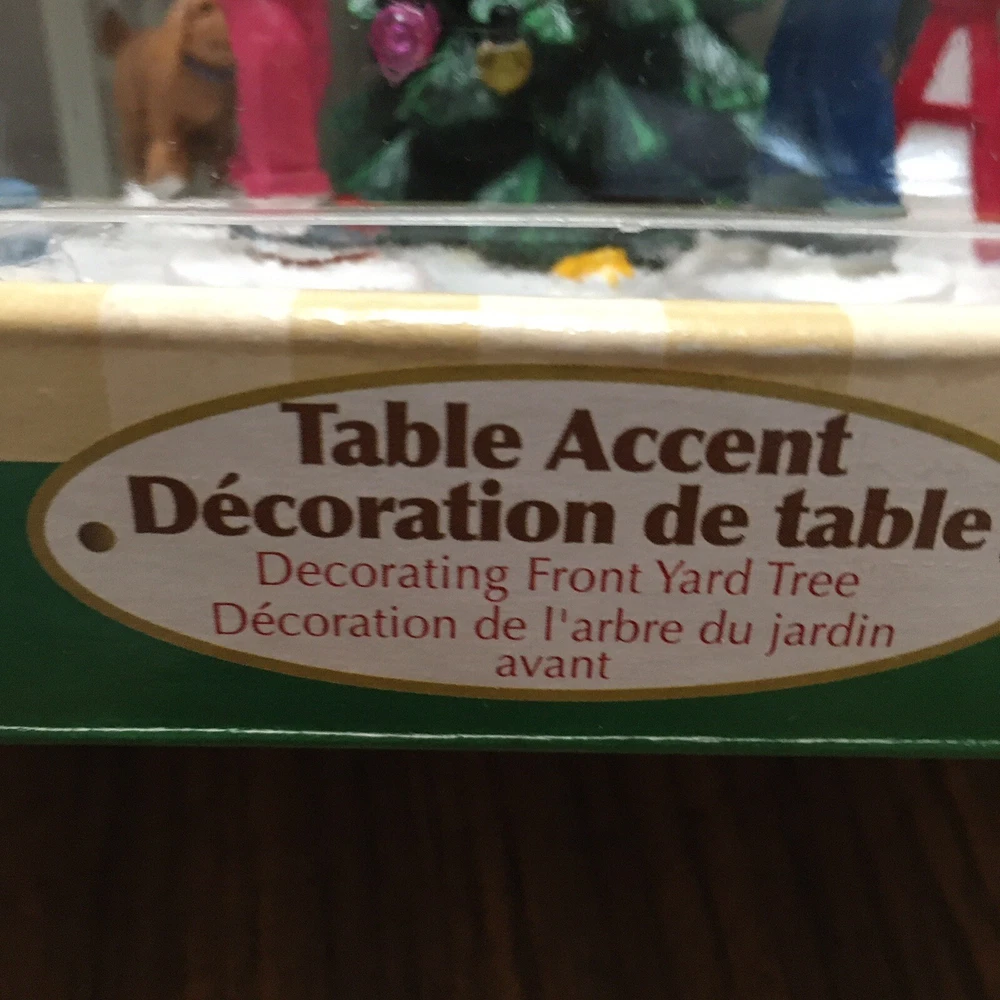 Table Accent
Décoration de table
Decorating Front Yard Tree
Décoration de l'arbre du jardin
avant